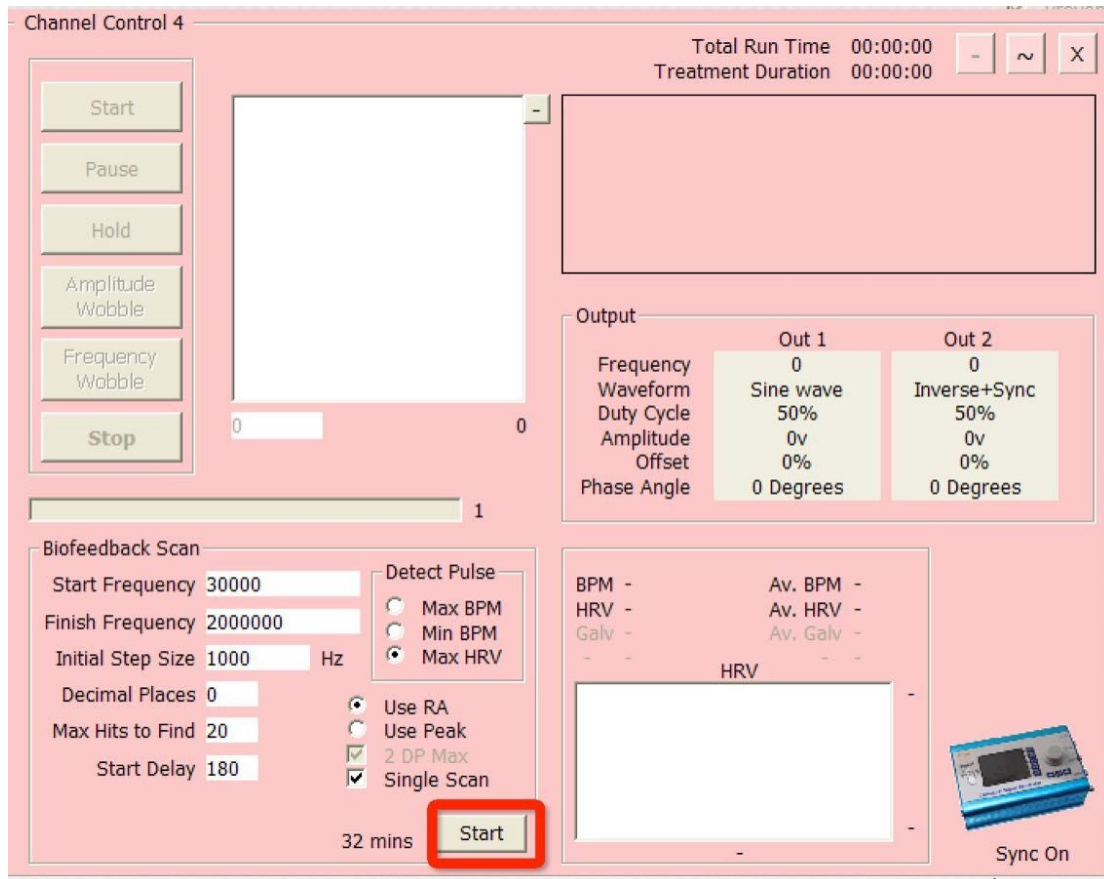 Channel Control 4
Total Run Time 00:00:00
Treatment Duration 00:00:00
- ~ X
Start
Pause
Hold
Amplitude
Wobble
Frequency
Wobble
Stop
-
0 0
1
Output
Out 1 Out 2
Frequency 0 0
Waveform Sine wave Inverse+Sync
Duty Cycle 50% 50%
Amplitude 0v 0v
Offset 0% 0%
Phase Angle 0 Degrees 0 Degrees
Biofeedback Scan
Start Frequency 30000
Finish Frequency 2000000
Initial Step Size 1000 Hz
Decimal Places 0
Max Hits to Find 20
Start Delay 180
Detect Pulse
Max BPM
Min BPM
Max HRV
Use RA
Use Peak
2 DP Max
Single Scan
32 mins Start
BPM - Av. BPM -
HRV - Av. HRV -
Galv - Av. Galv -
- - - -
HRV
-
-
-
Sync On